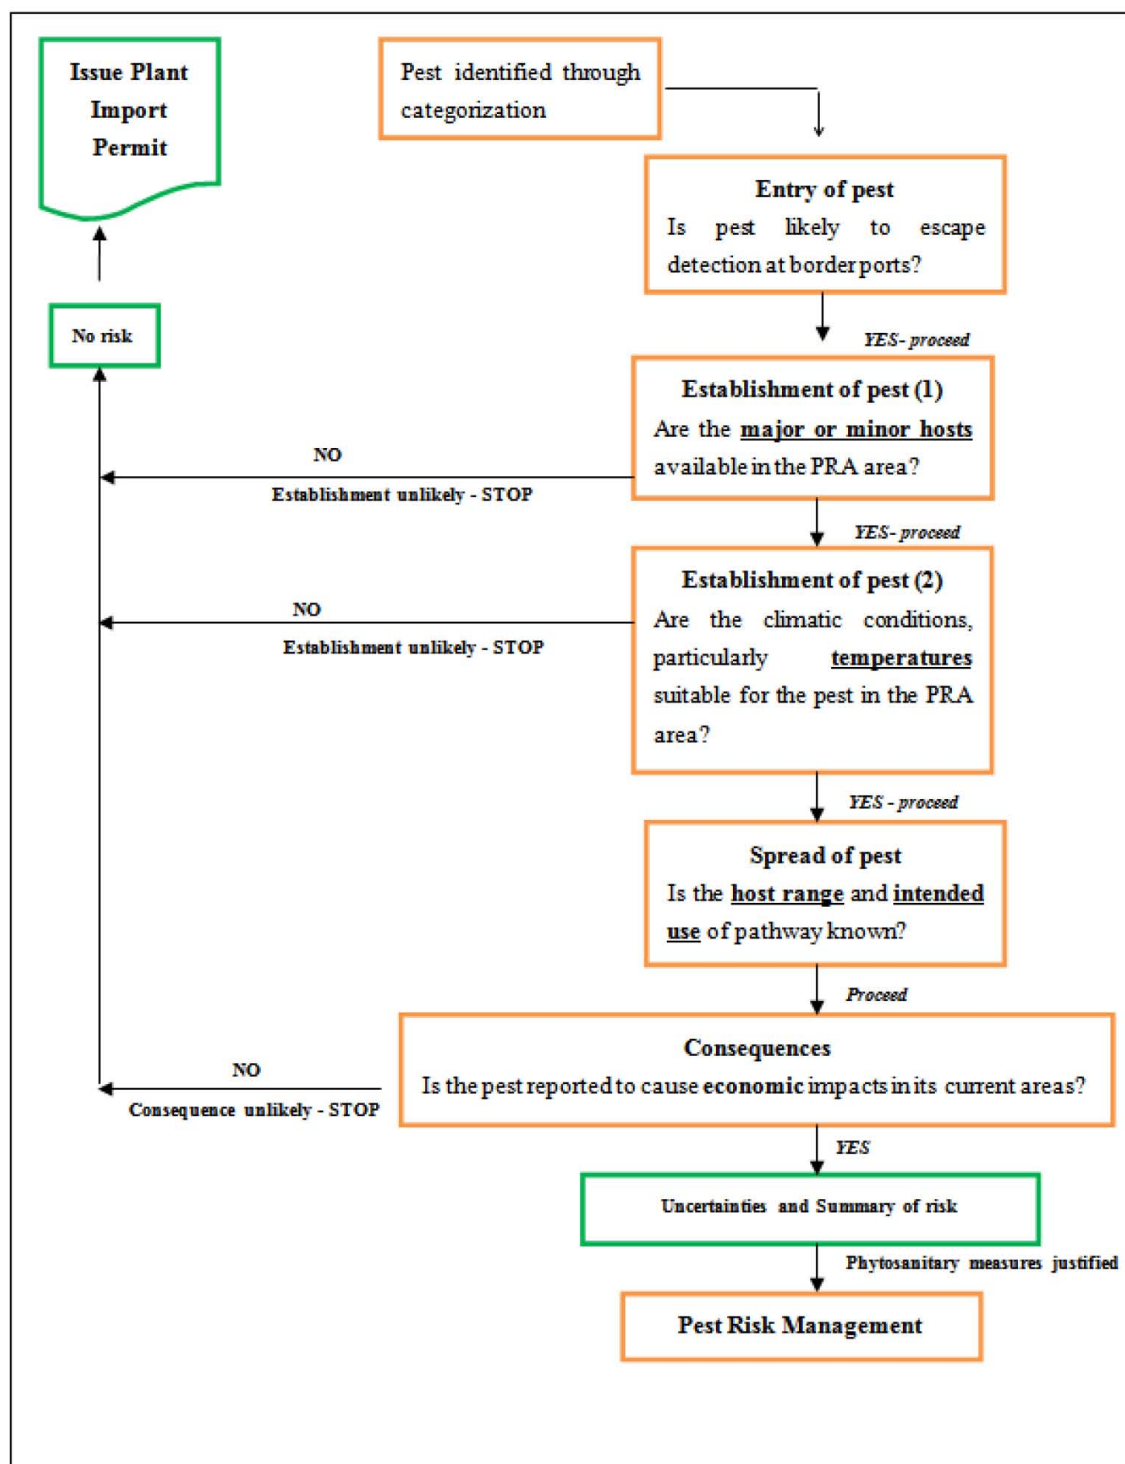 Issue Plant
Import
Permit
Pest identified through
categorization
Entry of pest
Is pest likely to escape
detection at border ports?
No risk
YES- proceed
Establishment of pest (1)
Are the major or minor hosts
available in the PRA area?
NO
Establishment unlikely - STOP
YES- proceed
Establishment of pest (2)
Are the climatic conditions,
particularly temperatures
suitable for the pest in the PRA
area?
NO
Establishment unlikely - STOP
YES - proceed
Spread of pest
Is the host range and intended
use of pathway known?
Proceed
Consequences
Is the pest reported to cause economic impacts in its current areas?
NO
Consequence unlikely - STOP
YES
Uncertainties and Summary of risk
Phytosanitary measures justified
Pest Risk Management